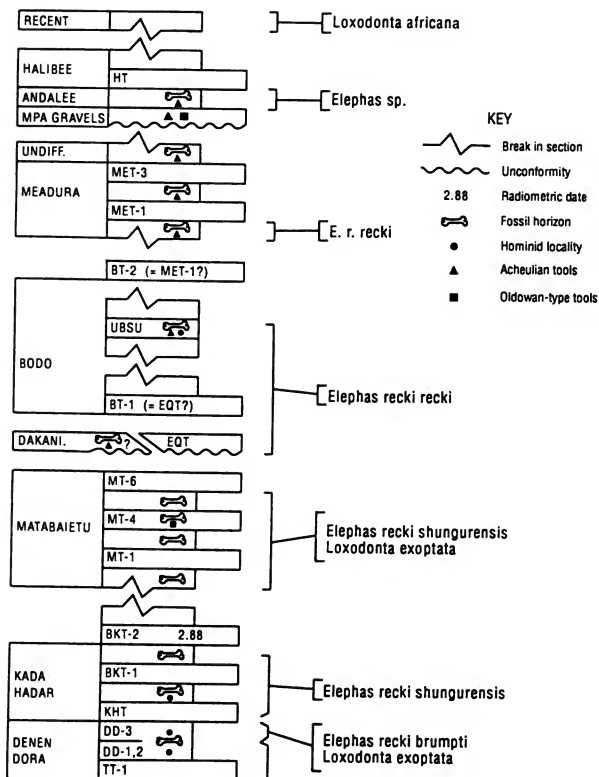 RECENT
Loxodonta africana
HALIBEE
HT
ANDALEE
Elephas sp.
MPA GRAVELS
KEY
Break in section
Unconformity
2.88 Radiometric date
Fossil horizon
Hominid locality
Acheulian tools
Oldowan-type tools
UNDIFF.
MET-3
MEADURA
MET-1
E. r. recki
BT-2 (= MET-1?)
UBSU
BODO
Elephas recki recki
BT-1 (= EQT?)
DAKANI. ? EQT
MT-6
MATABAIETU
MT-4
Elephas recki shungurensis
Loxodonta exoptata
MT-1
BKT-2 2.88
KADA
HADAR
BKT-1
Elephas recki shungurensis
KHT
DENEN
DORA
DD-3
DD-1,2
Elephas recki brumpti
Loxodonta exoptata
TT-1